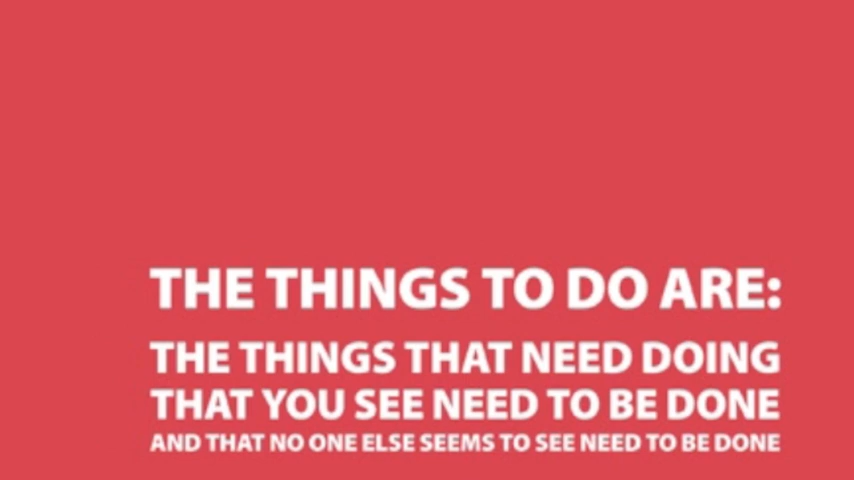 THE THINGS TO DO ARE:
THE THINGS THAT NEED DOING
THAT YOU SEE NEED TO BE DONE
AND THAT NO ONE ELSE SEEMS TO SEE NEED TO BE DONE